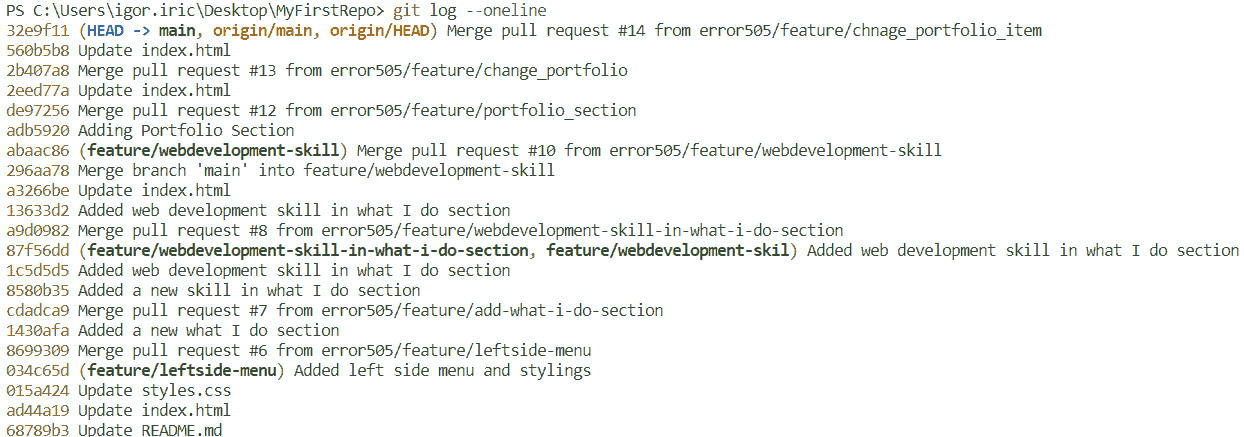 PS C:\Users\igor.iric\Desktop\MyFirstRepo> git log --oneline
32e9f11 (HEAD -> main, origin/main, origin/HEAD) Merge pull request #14 from error505/feature/chnage_portfolio_item
560b5b8 Update index.html
2b407a8 Merge pull request #13 from error505/feature/change_portfolio
2eed77a Update index.html
de97256 Merge pull request #12 from error505/feature/portfolio_section
adb5920 Adding Portfolio Section
abaac86 (feature/webdevelopment-skill) Merge pull request #10 from error505/feature/webdevelopment-skill
296aa78 Merge branch 'main' into feature/webdevelopment-skill
a3266be Update index.html
13633d2 Added web development skill in what I do section
a9d0982 Merge pull request #8 from error505/feature/webdevelopment-skill-in-what-i-do-section
87f56dd (feature/webdevelopment-skill-in-what-i-do-section, feature/webdevelopment-skil) Added web development skill in what I do section
1c5d5d5 Added web development skill in what I do section
8580b35 Added a new skill in what I do section
cdadca9 Merge pull request #7 from error505/feature/add-what-i-do-section
1430afa Added a new what I do section
8699309 Merge pull request #6 from error505/feature/leftside-menu
034c65d (feature/leftside-menu) Added left side menu and stylings
015a424 Update styles.css
ad44a19 Update index.html
68789b3 Update README.md